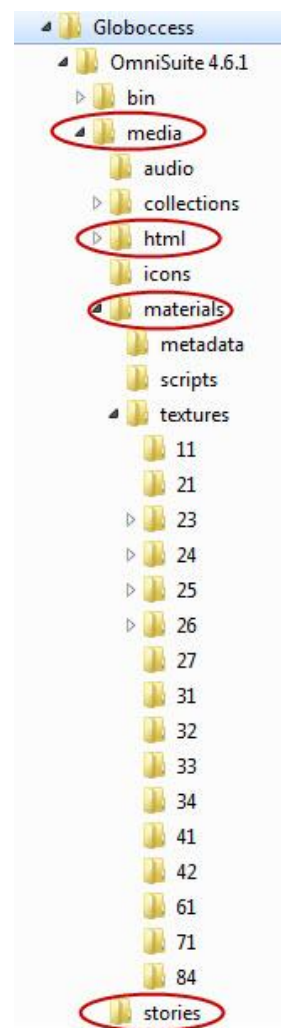 Globoccess
OmniSuite 4.6.1
bin
media
audio
collections
html
icons
materials
metadata
scripts
textures
11
21
23
24
25
26
27
31
32
33
34
41
42
61
71
84
stories